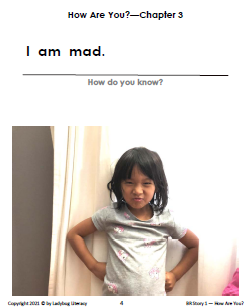 How Are You?—Chapter 3
I am mad.
How do you know?
Copyright 2021 © by Ladybug Literacy 4 BR Story 1 — How Are You?